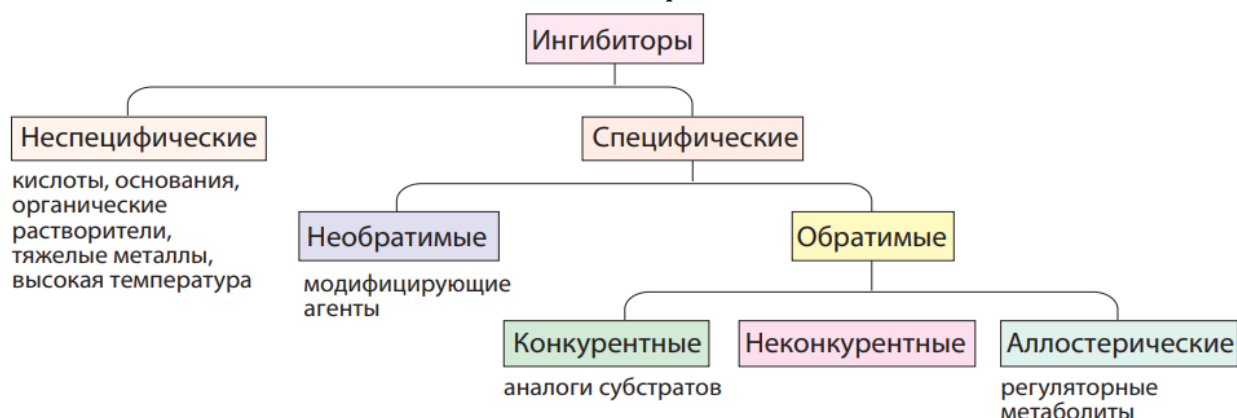 Ингибиторы
Неспецифические
Специфические
кислоты, основания,
органические
растворители,
тяжелые металлы,
высокая температура
Необратимые
Обратимые
модифицирующие
агенты
Конкурентные
Неконкурентные
Аллостерические
аналоги субстратов
регуляторные
метаболиты